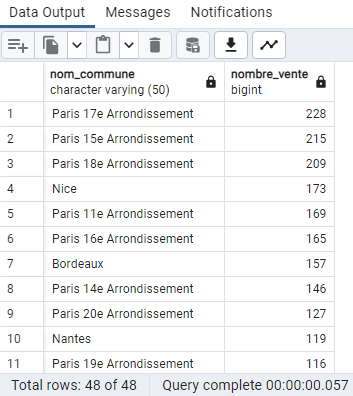 Data Output Messages Notifications
nom_commune nombre_vente
character varying (50) bigint
1 Paris 17e Arrondissement 228
2 Paris 15e Arrondissement 215
3 Paris 18e Arrondissement 209
4 Nice 173
5 Paris 11e Arrondissement 169
6 Paris 16e Arrondissement 165
7 Bordeaux 157
8 Paris 14e Arrondissement 146
9 Paris 20e Arrondissement 127
10 Nantes 119
11 Paris 19e Arrondissement 116
Total rows: 48 of 48 Query complete 00:00:00.057